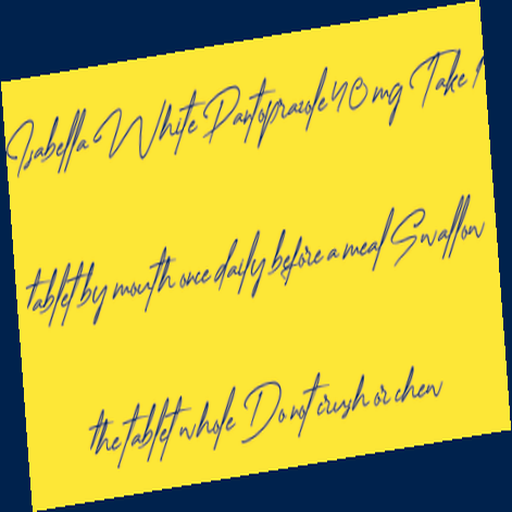 Isabella White Pantoprazole 40 mg Take 1
tablet by mouth once daily before a meal Swallow
the tablet whole Do not crush or chew